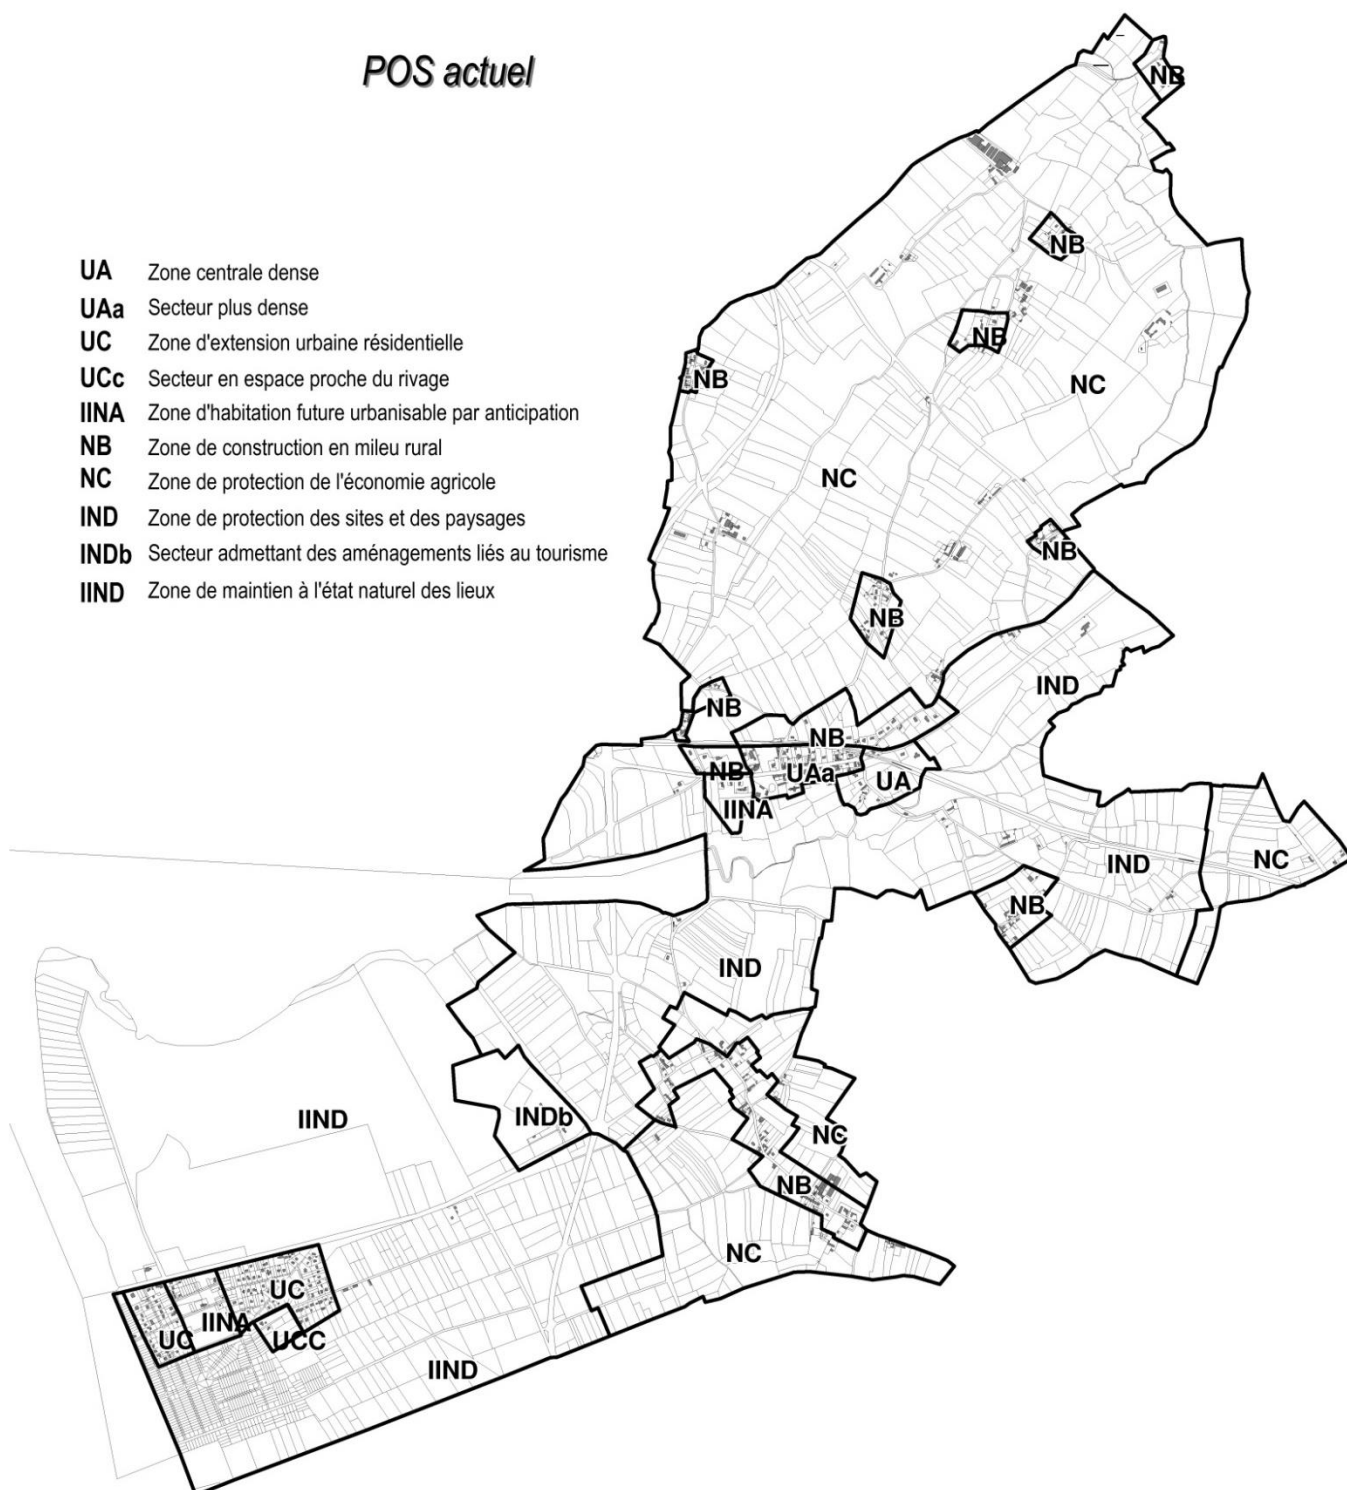 POS actuel
UA Zone centrale dense
UAa Secteur plus dense
UC Zone d'extension urbaine résidentielle
UCc Secteur en espace proche du rivage
IINA Zone d'habitation future urbanisable par anticipation
NB Zone de construction en mileu rural
NC Zone de protection de l'économie agricole
IND Zone de protection des sites et des paysages
INDb Secteur admettant des aménagements liés au tourisme
IIND Zone de maintien à l'état naturel des lieux
NB
NB
NB
NB
NC
NC
NB
NB
IND
NB
NB
NB
UAa
UA
IINA
NC
IND
NB
IND
INDb
IIND
NC
NB
NC
UC
IINA
UC
UCC
IIND